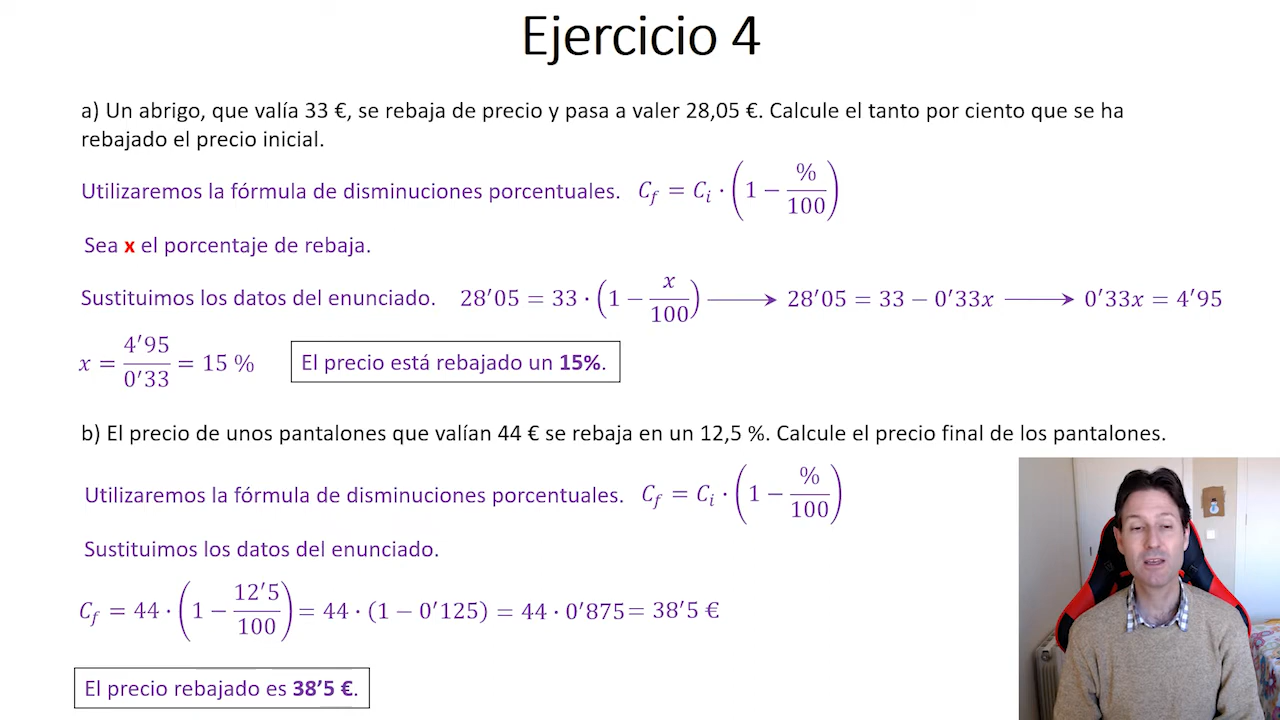 Ejercicio 4
a) Un abrigo, que valía 33 €, se rebaja de precio y pasa a valer 28,05 €. Calcule el tanto por ciento que se ha
rebajado el precio inicial.
Utilizaremos la fórmula de disminuciones porcentuales. C_f = C_i · (1 − %/100)
Sea x el porcentaje de rebaja.
Sustituimos los datos del enunciado. 28′05 = 33 · (1 − x/100) ⟶ 28′05 = 33 − 0′33x ⟶ 0′33x = 4′95
x = 4′95/0′33 = 15 % El precio está rebajado un 15%.
b) El precio de unos pantalones que valían 44 € se rebaja en un 12,5 %. Calcule el precio final de los pantalones.
Utilizaremos la fórmula de disminuciones porcentuales. C_f = C_i · (1 − %/100)
Sustituimos los datos del enunciado.
C_f = 44 · (1 − 12′5/100) = 44 · (1 − 0′125) = 44 · 0′875 = 38′5 €
El precio rebajado es 38’5 €.